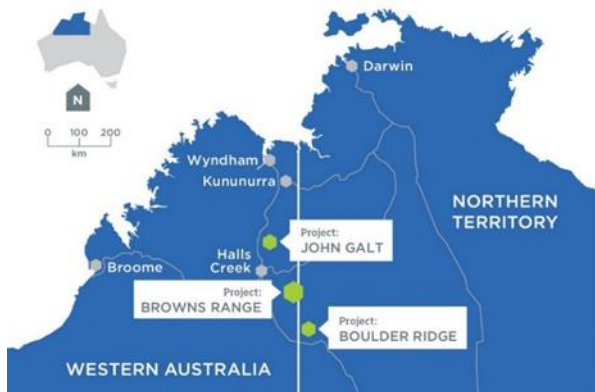 Darwin
N
0 100 200
km
Wyndham
Kununurra
NORTHERN
TERRITORY
Project:
JOHN GALT
Halls
Creek
Broome
Project:
BROWNS RANGE
Project:
BOULDER RIDGE
WESTERN AUSTRALIA